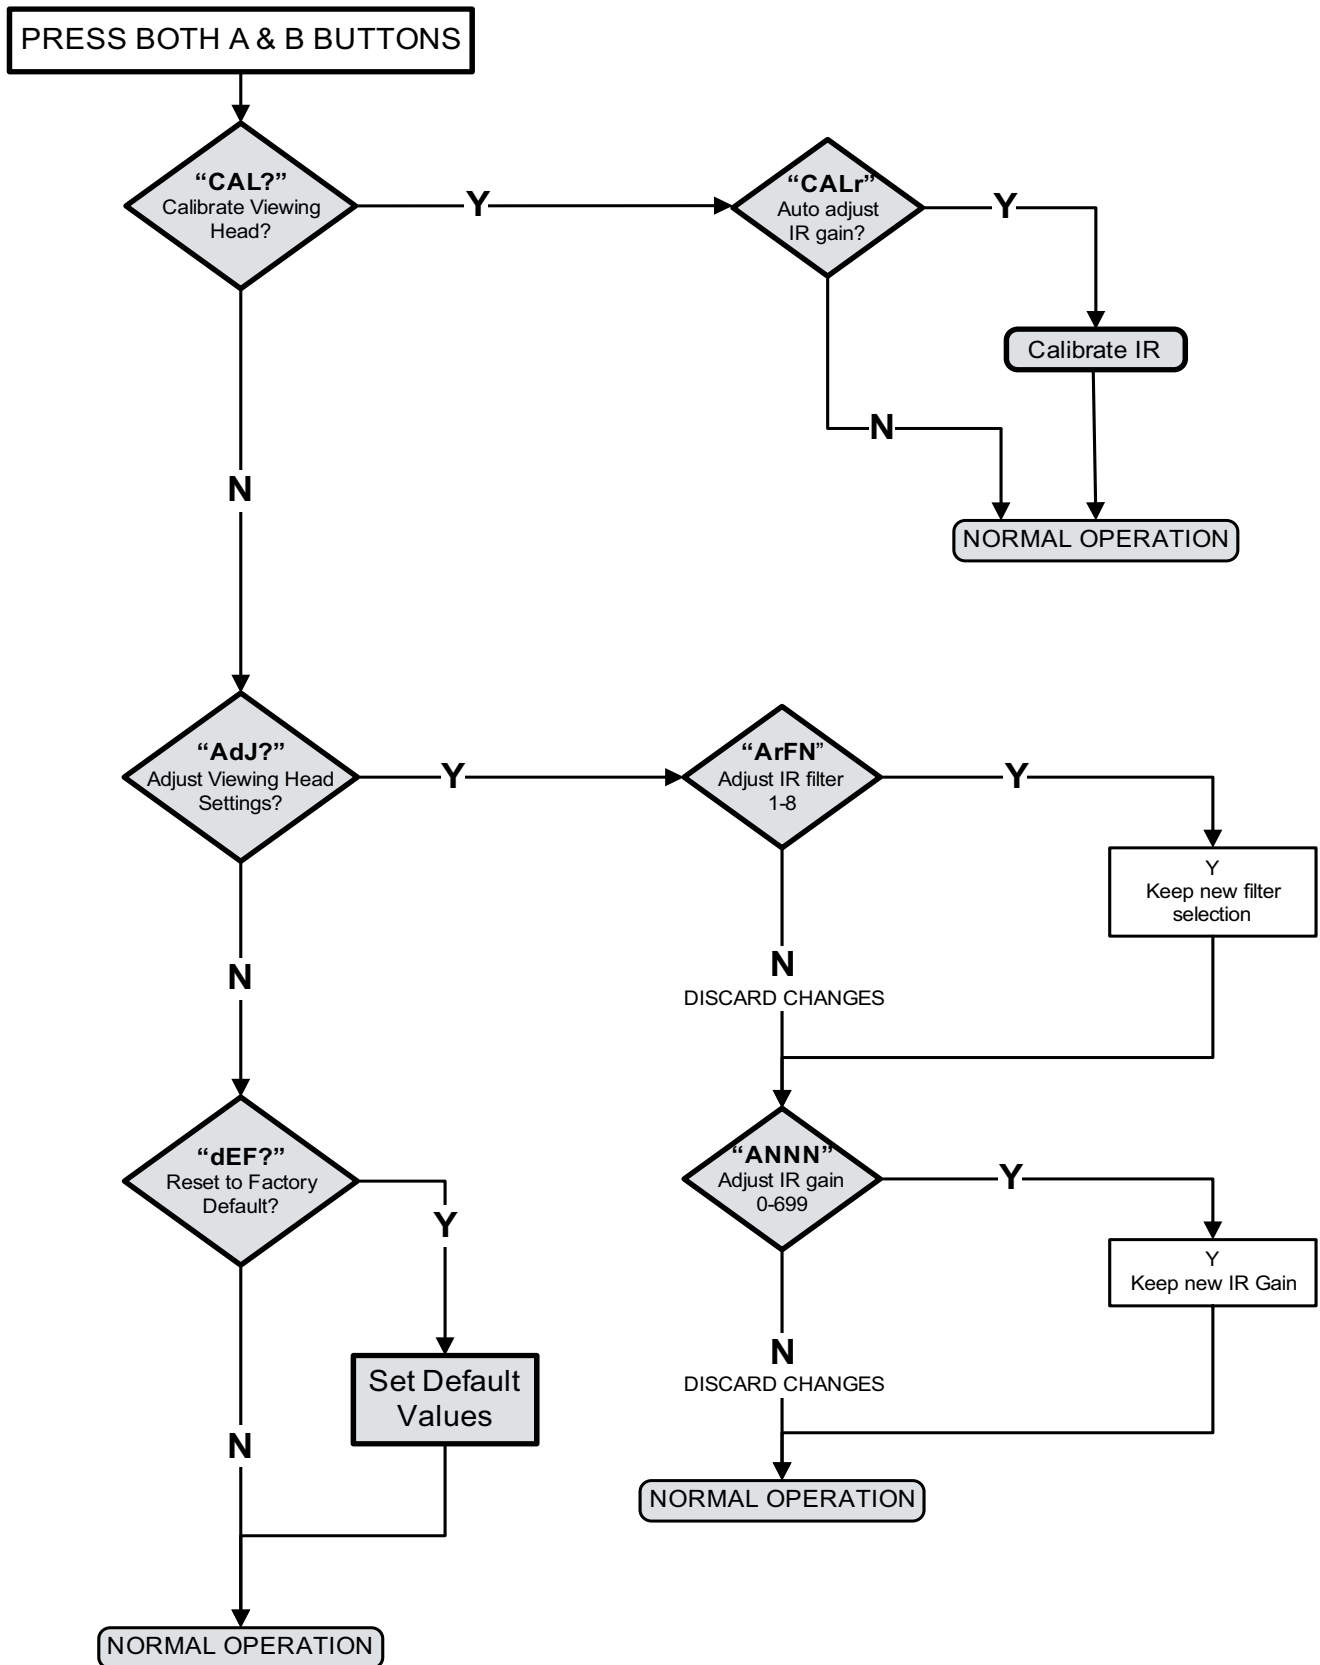 PRESS BOTH A & B BUTTONS
“CAL?”
Calibrate Viewing
Head?
Y
“CALr”
Auto adjust
IR gain?
Y
Calibrate IR
N
NORMAL OPERATION
N
“AdJ?”
Adjust Viewing Head
Settings?
Y
“ArFN”
Adjust IR filter
1-8
Y
Y
Keep new filter
selection
N
DISCARD CHANGES
N
“dEF?”
Reset to Factory
Default?
Y
“ANNN”
Adjust IR gain
0-699
Y
Y
Keep new IR Gain
N
DISCARD CHANGES
Set Default
Values
N
NORMAL OPERATION
NORMAL OPERATION